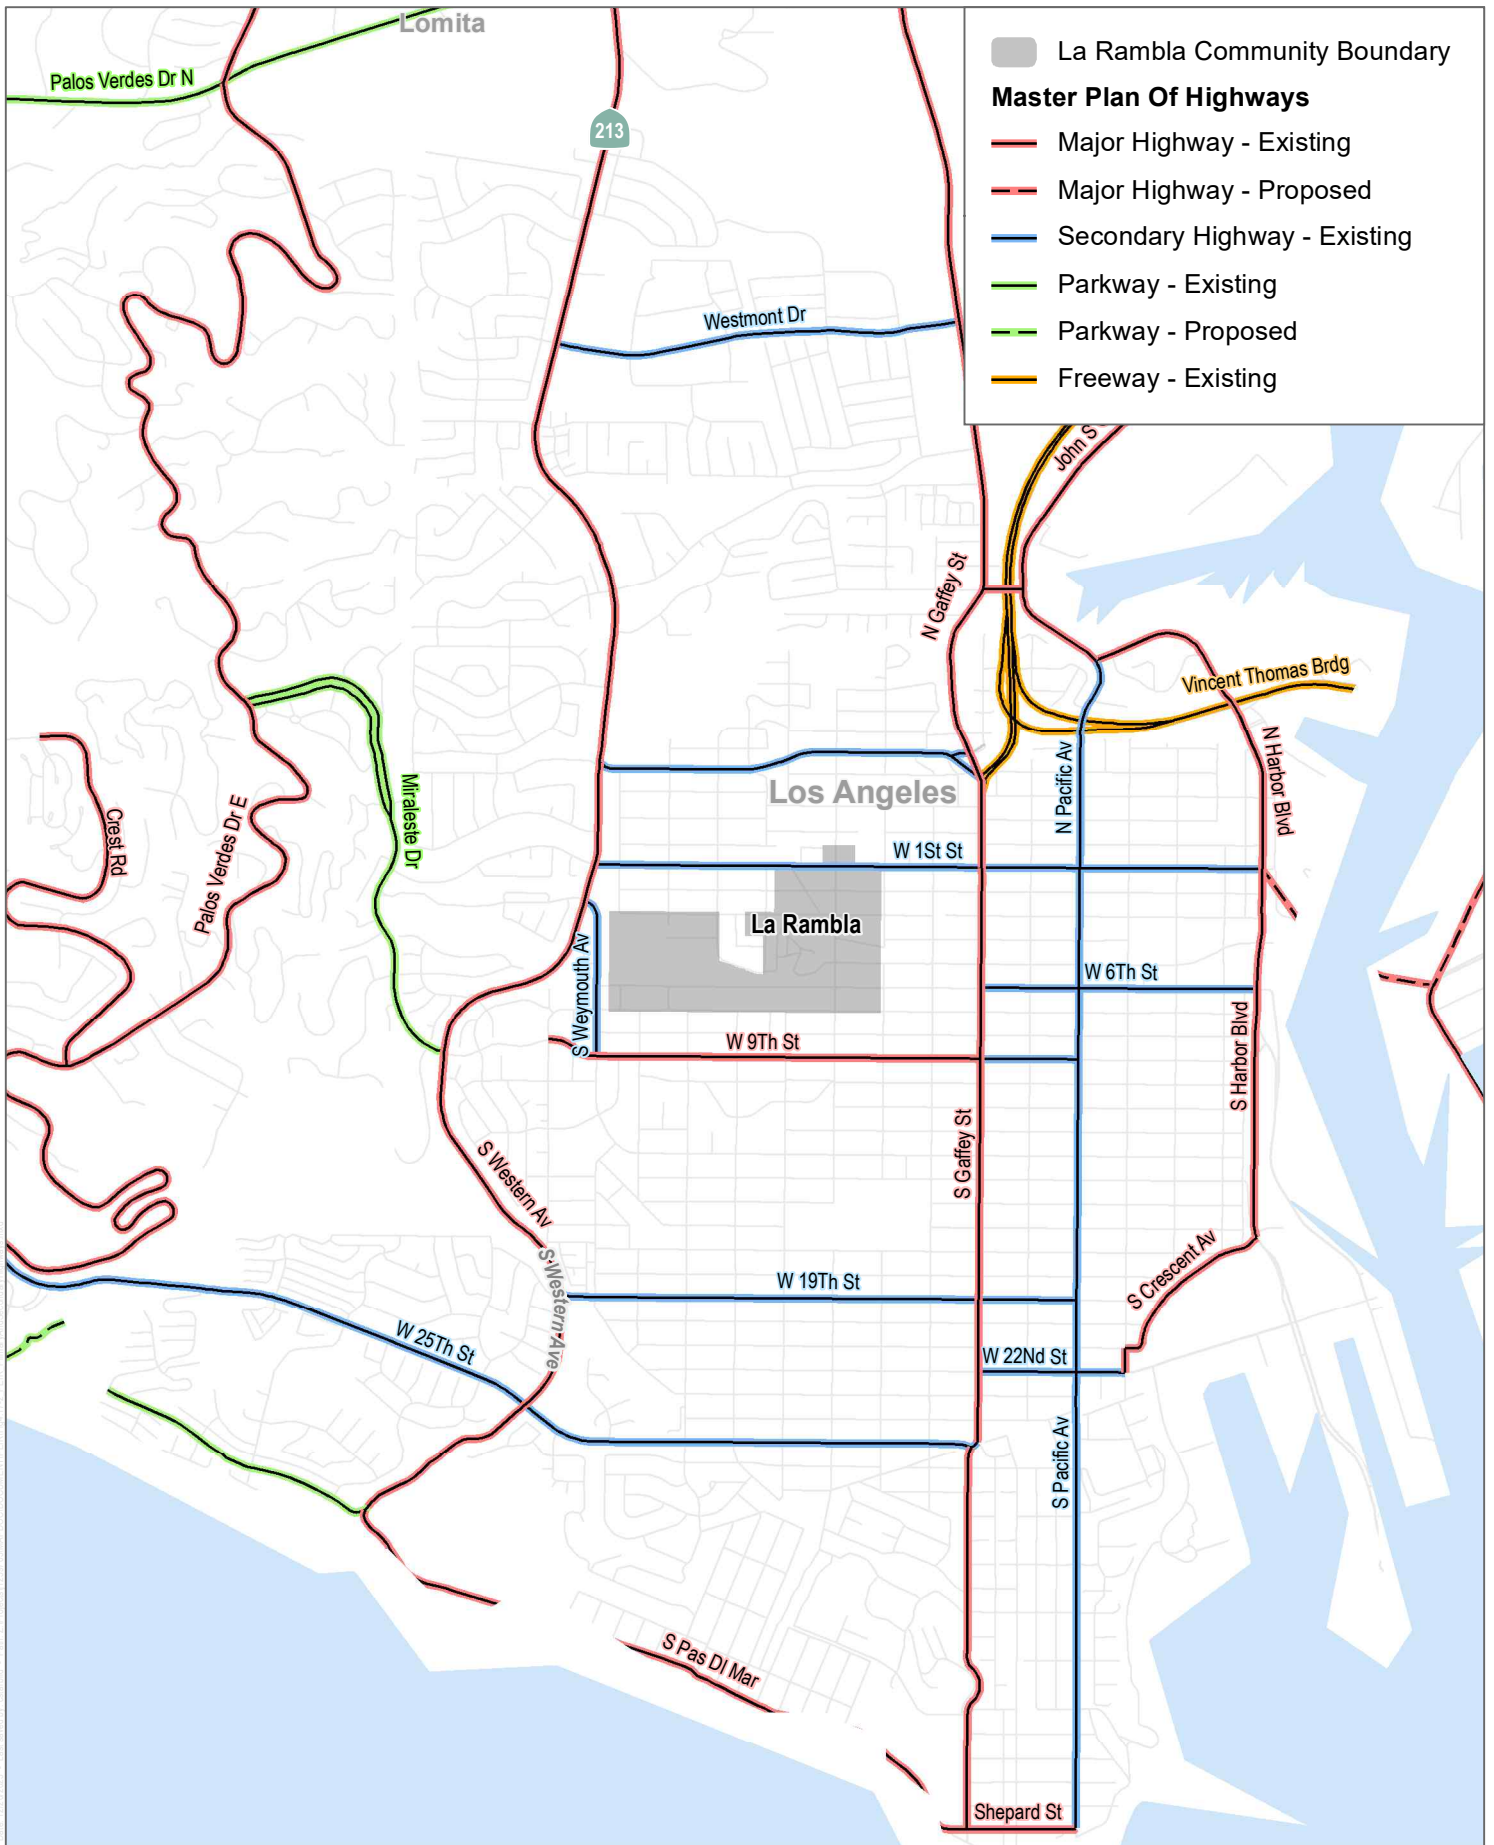 Lomita
La Rambla Community Boundary
Master Plan Of Highways
Major Highway - Existing
Major Highway - Proposed
Secondary Highway - Existing
Parkway - Existing
Parkway - Proposed
Freeway - Existing
Palos Verdes Dr N
213
Westmont Dr
John S
N Gaffey St
Vincent Thomas Brdg
N Harbor Blvd
N Pacific Av
Miraleste Dr
Los Angeles
Crest Rd
Palos Verdes Dr E
W 1St St
La Rambla
S Weymouth Av
W 6Th St
W 9Th St
S Harbor Blvd
S Gaffey St
S Western Av
S Western Ave
S Crescent Av
W 19Th St
W 25Th St
W 22Nd St
S Pacific Av
S Pas DI Mar
Shepard St